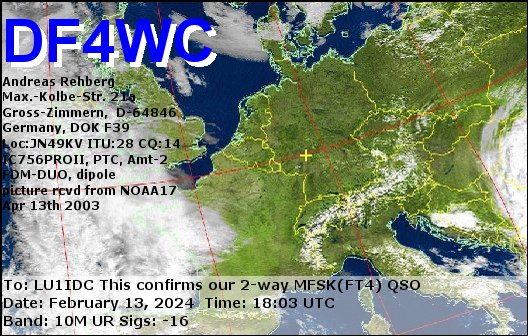 DF4WC
Andreas Rehberg
Max.-Kolbe-Str. 21a
Gross-Zimmern, D-64846
Germany, DOK F39
Loc:JN49KV ITU:28 CQ:14
IC756PROII, PTC, Amt-2
FDM-DUO, dipole
picture rcvd from NOAA17
Apr 13th 2003
To: LU1IDC This confirms our 2-way MFSK(FT4) QSO
Date: February 13, 2024 Time: 18:03 UTC
Band: 10M UR Sigs: -16